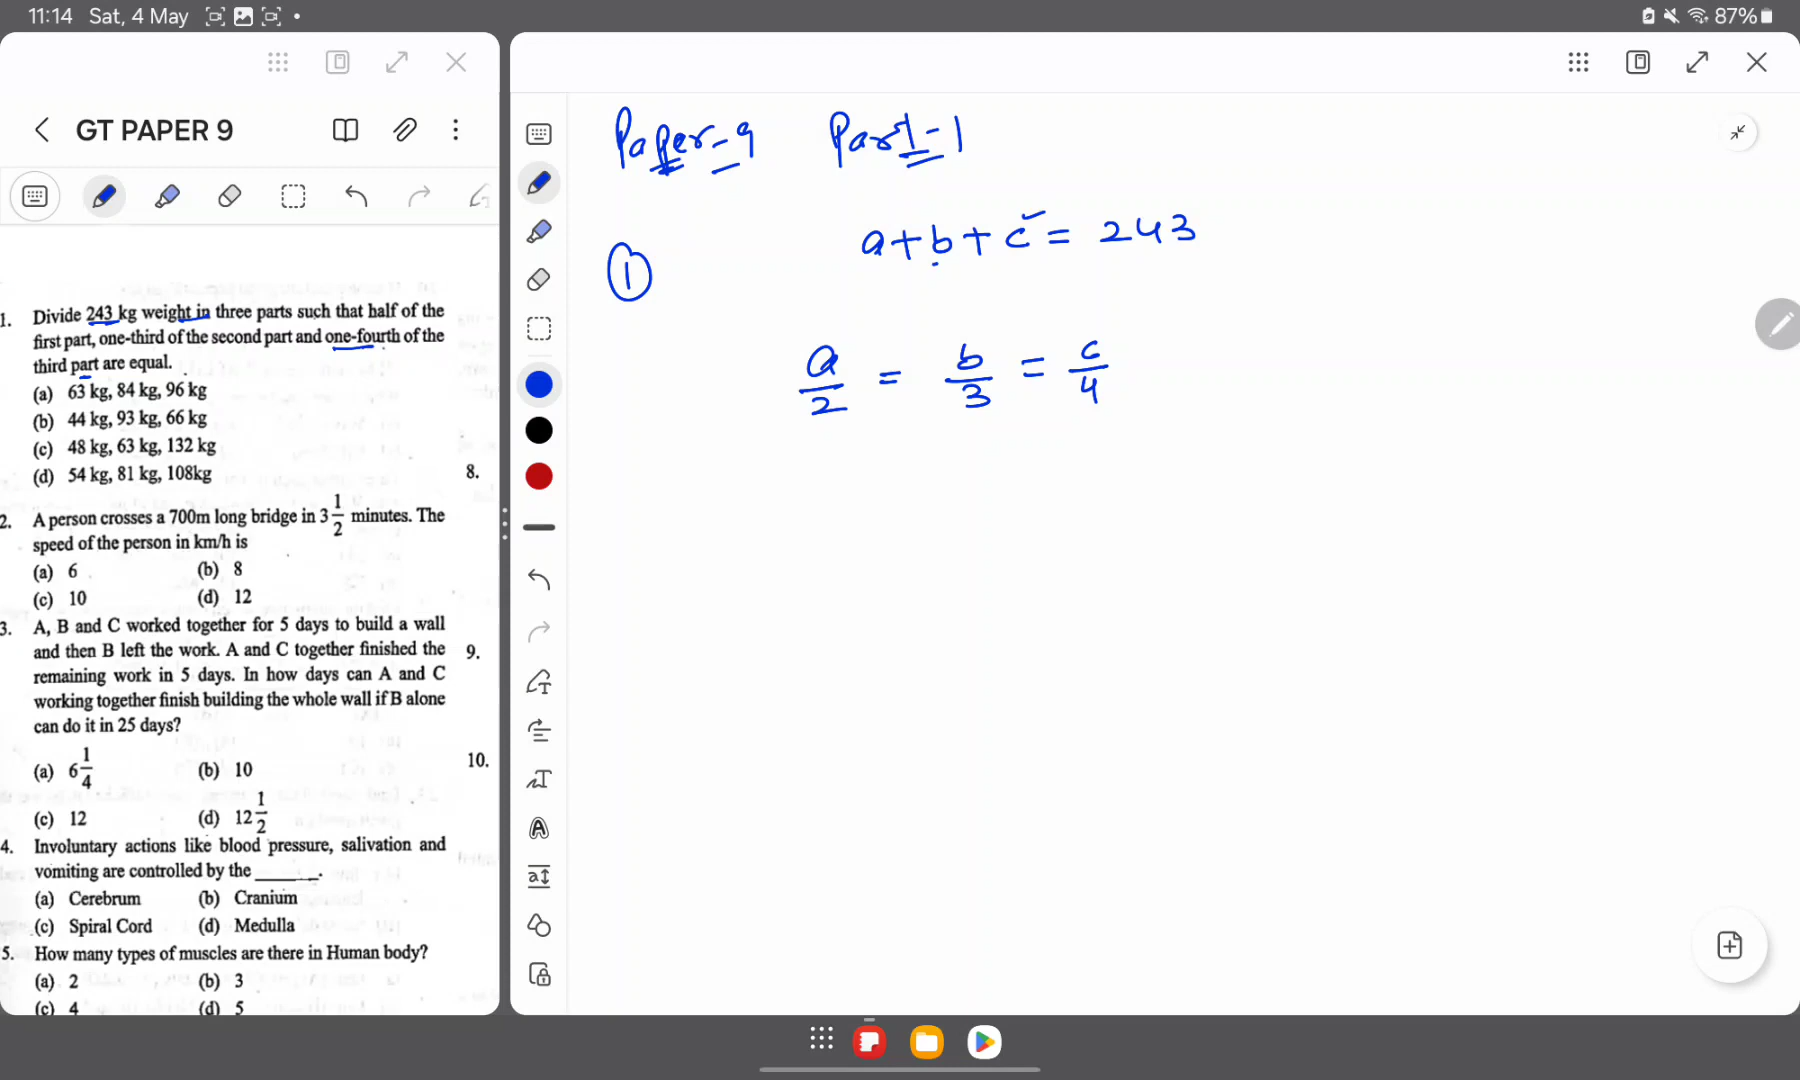 11:14 Sat, 4 May
87%
GT PAPER 9
1. Divide 243 kg weight in three parts such that half of the
first part, one-third of the second part and one-fourth of the
third part are equal.
(a) 63 kg, 84 kg, 96 kg
(b) 44 kg, 93 kg, 66 kg
(c) 48 kg, 63 kg, 132 kg
(d) 54 kg, 81 kg, 108kg
2. A person crosses a 700m long bridge in 3 1/2 minutes. The
speed of the person in km/h is
(a) 6 (b) 8
(c) 10 (d) 12
3. A, B and C worked together for 5 days to build a wall
and then B left the work. A and C together finished the
remaining work in 5 days. In how days can A and C
working together finish building the whole wall if B alone
can do it in 25 days?
(a) 6 1/4 (b) 10
(c) 12 (d) 12 1/2
4. Involuntary actions like blood pressure, salivation and
vomiting are controlled by the ______.
(a) Cerebrum (b) Cranium
(c) Spiral Cord (d) Medulla
5. How many types of muscles are there in Human body?
(a) 2 (b) 3
(c) 4 (d) 5
8.
9.
10.
Paper-9 Part-1
1
a+b+c = 243
a/2 = b/3 = c/4